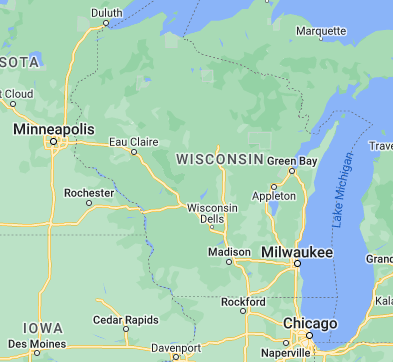 Duluth
Marquette
SOTA
t Cloud
Minneapolis
Eau Claire
WISCONSIN
Green Bay
Trave
Appleton
Rochester
Lake Michigan
Wisconsin
Dells
Madison
Milwaukee
Grand
Rockford
Kala
Cedar Rapids
Chicago
IOWA
Des Moines
Davenport
Naperville